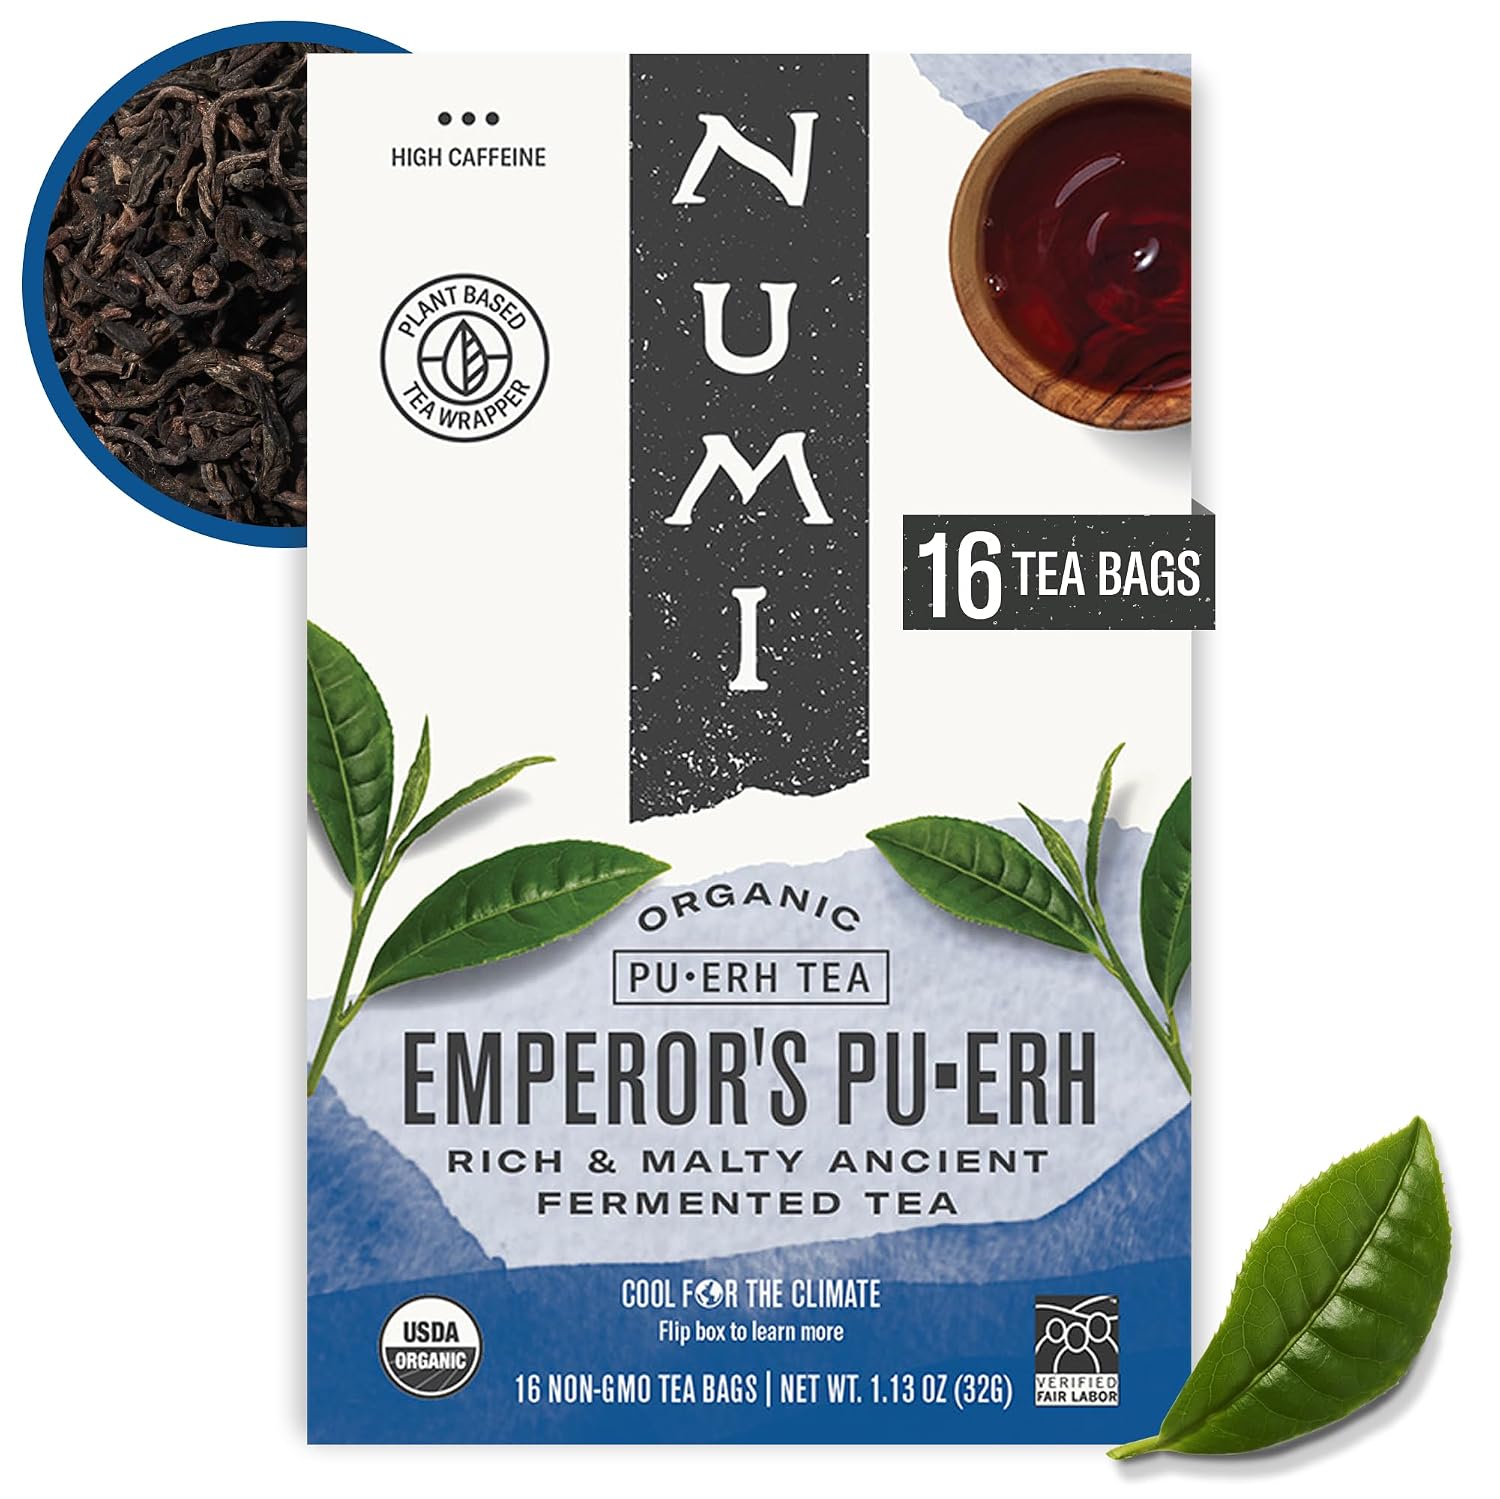 HIGH CAFFEINE
PLANT BASED
TEA WRAPPER
NUMI
16 TEA BAGS
ORGANIC
PU•ERH TEA
EMPEROR'S PU▪ERH
RICH & MALTY ANCIENT
FERMENTED TEA
COOL FOR THE CLIMATE
Flip box to learn more
USDA
ORGANIC
16 NON-GMO TEA BAGS | NET WT. 1.13 OZ (32G)
VERIFIED
FAIR LABOR